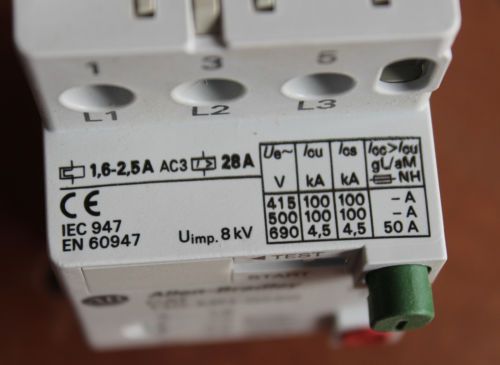 1 3 5
L1 L2 L3
1,6-2,5A AC3 28A
CE
IEC 947
EN 60947
Uimp. 8 kV
Ue~ Icu Ics Icc>Icu
gL/aM
V kA kA NH
415 100 100 – A
500 100 100 – A
690 4,5 4,5 50 A
◄ TEST
START
Allen-Bradley